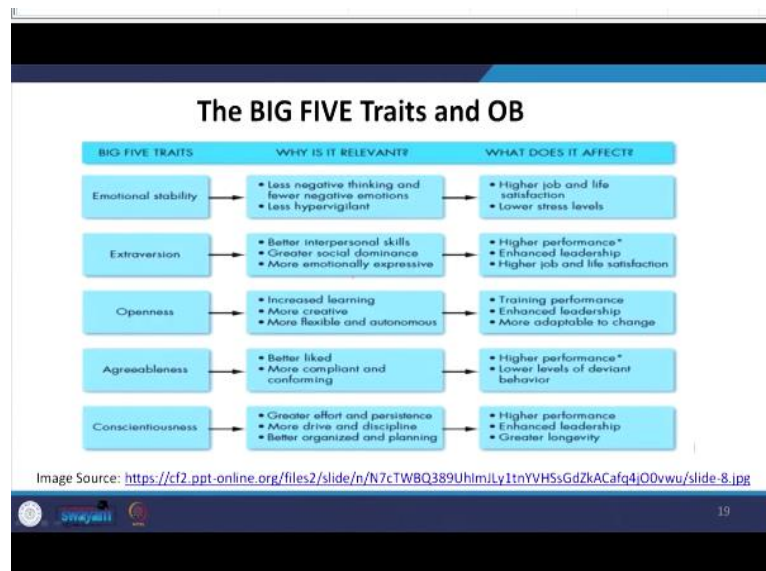 The BIG FIVE Traits and OB
BIG FIVE TRAITS
WHY IS IT RELEVANT?
WHAT DOES IT AFFECT?
Emotional stability
• Less negative thinking and
fewer negative emotions
• Less hypervigilant
• Higher job and life
satisfaction
• Lower stress levels
Extraversion
• Better interpersonal skills
• Greater social dominance
• More emotionally expressive
• Higher performance*
• Enhanced leadership
• Higher job and life satisfaction
Openness
• Increased learning
• More creative
• More flexible and autonomous
• Training performance
• Enhanced leadership
• More adaptable to change
Agreeableness
• Better liked
• More compliant and
conforming
• Higher performance*
• Lower levels of deviant
behavior
Conscientiousness
• Greater effort and persistence
• More drive and discipline
• Better organized and planning
• Higher performance
• Enhanced leadership
• Greater longevity
Image Source: https://cf2.ppt-online.org/files2/slide/n/N7cTWBQ389UhImJLy1tnYVHSsGdZkACafq4jO0vwu/slide-8.jpg
swayam
19